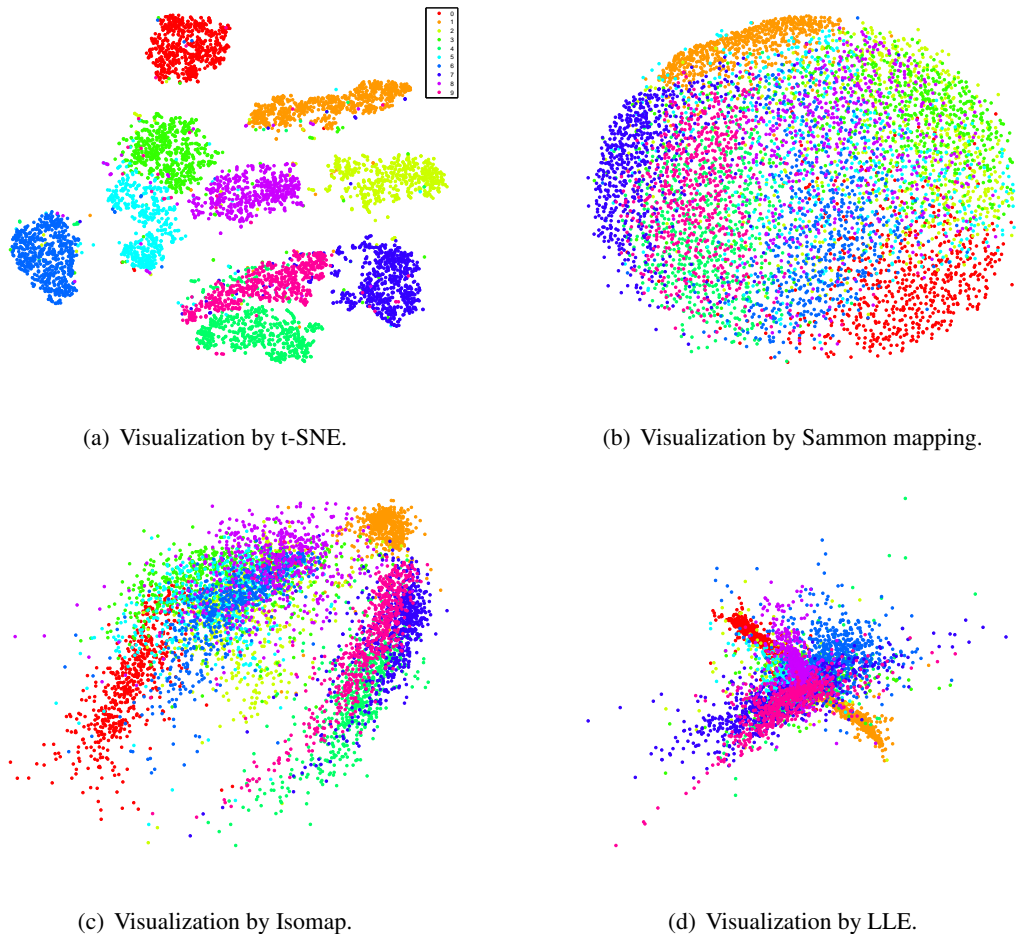 0
1
2
3
4
5
6
7
8
9
(a) Visualization by t-SNE.
(b) Visualization by Sammon mapping.
(c) Visualization by Isomap.
(d) Visualization by LLE.